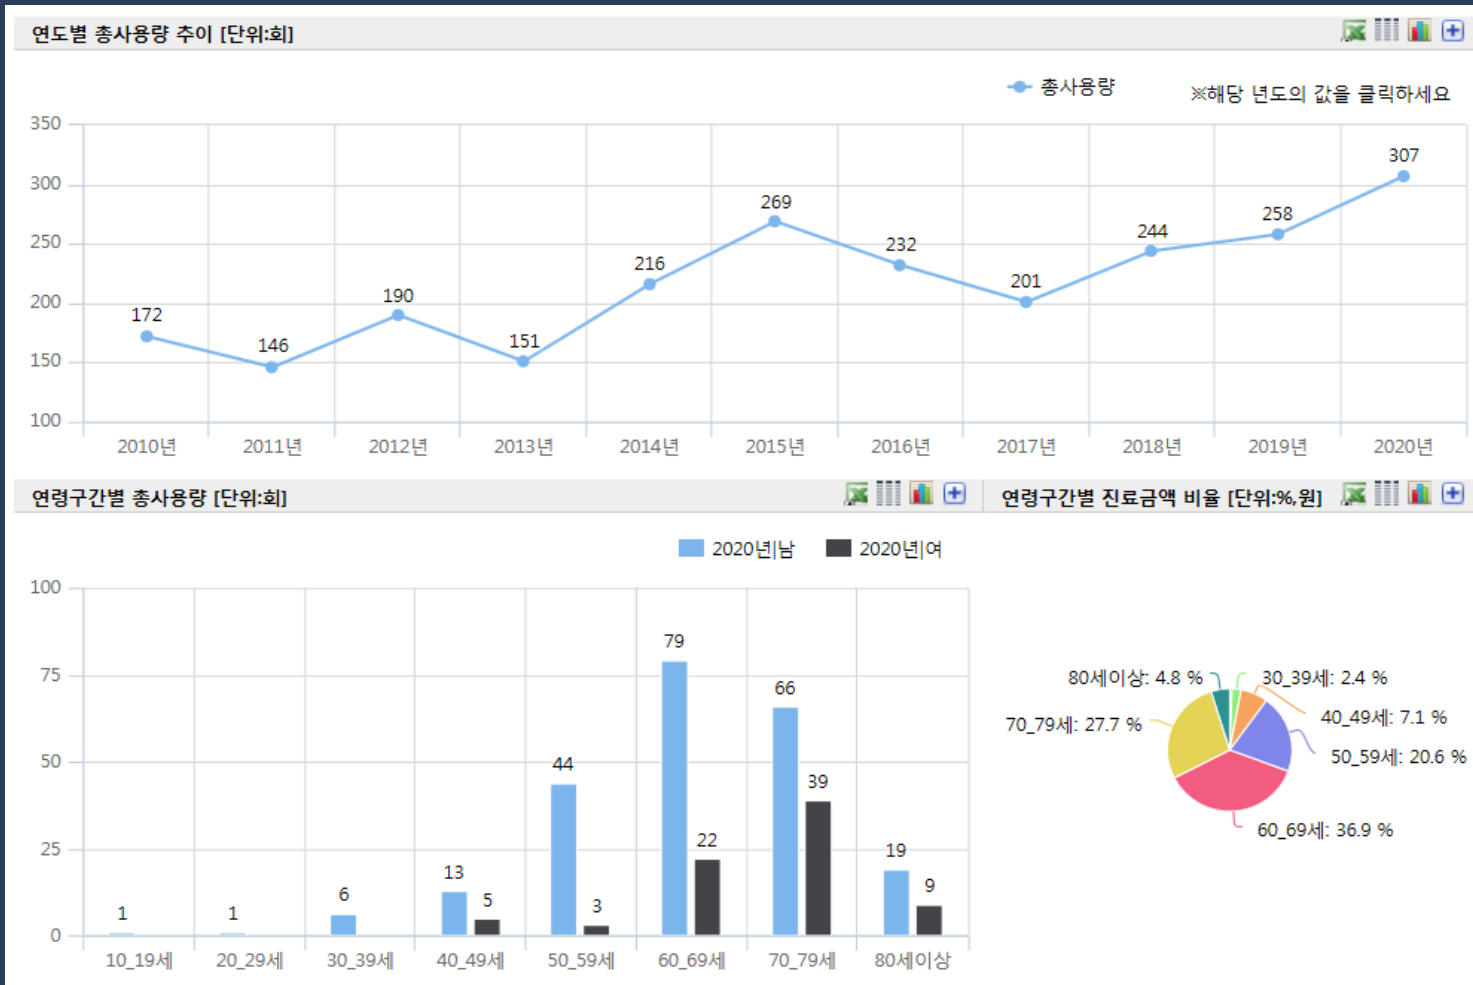 연도별 총사용량 추이 [단위:회]
총사용량
※해당 년도의 값을 클릭하세요
350
300
250
200
150
100
172
146
190
151
216
269
232
201
244
258
307
2010년
2011년
2012년
2013년
2014년
2015년
2016년
2017년
2018년
2019년
2020년
연령구간별 총사용량 [단위:회]
2020년|남
2020년|여
100
75
50
25
0
1
1
6
13
5
44
3
79
22
66
39
19
9
10_19세
20_29세
30_39세
40_49세
50_59세
60_69세
70_79세
80세이상
연령구간별 진료금액 비율 [단위:%,원]
80세이상: 4.8 %
30_39세: 2.4 %
40_49세: 7.1 %
70_79세: 27.7 %
50_59세: 20.6 %
60_69세: 36.9 %